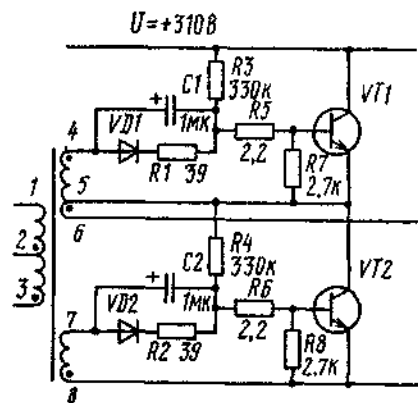 U=+310В
R3
330к
C1
+
1мк
R5
2,2
VT1
4
VD1
R1 39
R7
2.7к
1
5
6
2
3
R4
330к
C2
+
1мк
R6
2,2
VT2
7
VD2
R2 39
R8
2.7к
8